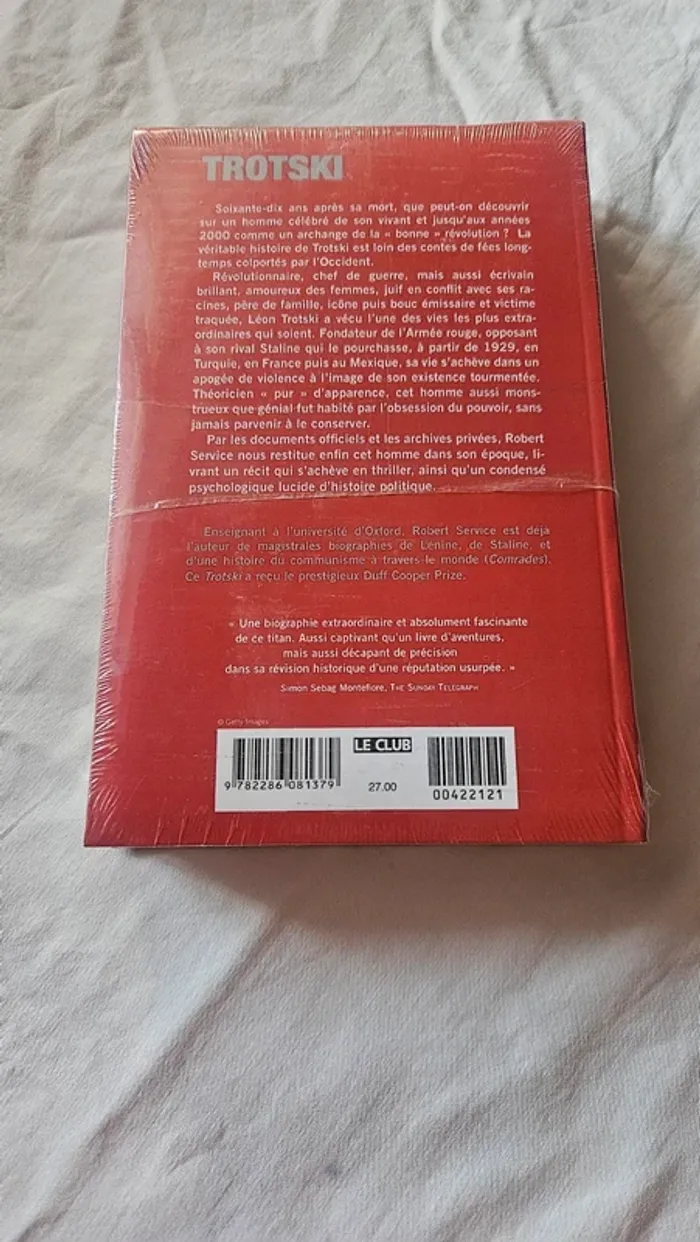 TROTSKI
Soixante-dix ans après sa mort, que peut-on découvrir
sur un homme célébré de son vivant et jusqu'aux années
2000 comme un archange de la « bonne » révolution ? La
véritable histoire de Trotski est loin des contes de fées long-
temps colportés par l'Occident.
Révolutionnaire, chef de guerre, mais aussi écrivain
brillant, amoureux des femmes, juif en conflit avec ses ra-
cines, père de famille, icône puis bouc émissaire et victime
traquée, Léon Trotski a vécu l'une des vies les plus extra-
ordinaires qui soient. Fondateur de l'Armée rouge, opposant
à son rival Staline qui le pourchasse, à partir de 1929, en
Turquie, en France puis au Mexique, sa vie s'achève dans un
apogée de violence à l'image de son existence tourmentée.
Théoricien « pur » d'apparence, cet homme aussi mons-
trueux que génial fut habité par l'obsession du pouvoir, sans
jamais parvenir à le conserver.
Par les documents officiels et les archives privées, Robert
Service nous restitue enfin cet homme dans son époque, li-
vrant un récit qui s'achève en thriller, ainsi qu'un condensé
psychologique lucide d'histoire politique.
Enseignant à l'université d'Oxford, Robert Service est déjà
l'auteur de magistrales biographies de Lénine, de Staline, et
d'une histoire du communisme à travers le monde (Comrades).
Ce Trotski a reçu le prestigieux Duff Cooper Prize.
« Une biographie extraordinaire et absolument fascinante
de ce titan. Aussi captivant qu'un livre d'aventures,
mais aussi décapant de précision
dans sa révision historique d'une réputation usurpée. »
Simon Sebag Montefiore, THE SUNDAY TELEGRAPH
© Getty Images
LE CLUB
9 782286 081379
27.00
00422121